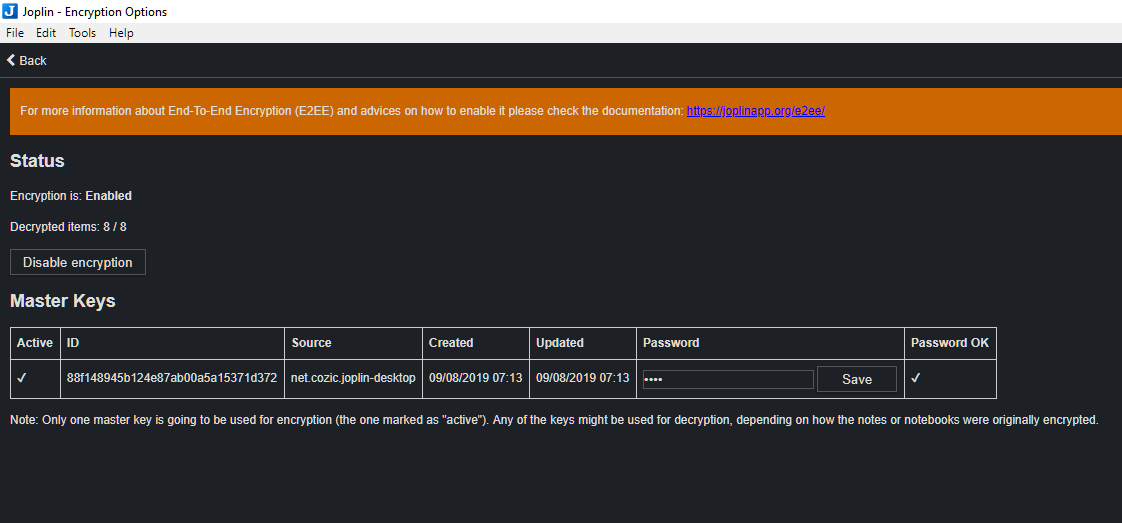 Joplin - Encryption Options
File Edit Tools Help
Back
For more information about End-To-End Encryption (E2EE) and advices on how to enable it please check the documentation: https://joplinapp.org/e2ee/
Status
Encryption is: Enabled
Decrypted items: 8 / 8
Disable encryption
Master Keys
Active ID Source Created Updated Password Password OK
✓ 88f148945b124e87ab00a5a15371d372 net.cozic.joplin-desktop 09/08/2019 07:13 09/08/2019 07:13 •••• Save ✓
Note: Only one master key is going to be used for encryption (the one marked as "active"). Any of the keys might be used for decryption, depending on how the notes or notebooks were originally encrypted.